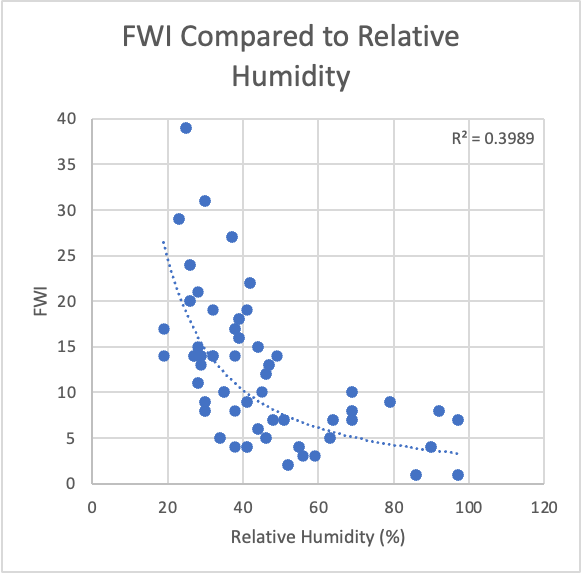 FWI Compared to Relative
Humidity
R² = 0.3989
40
35
30
25
20
15
10
5
0
FWI
0 20 40 60 80 100 120
Relative Humidity (%)